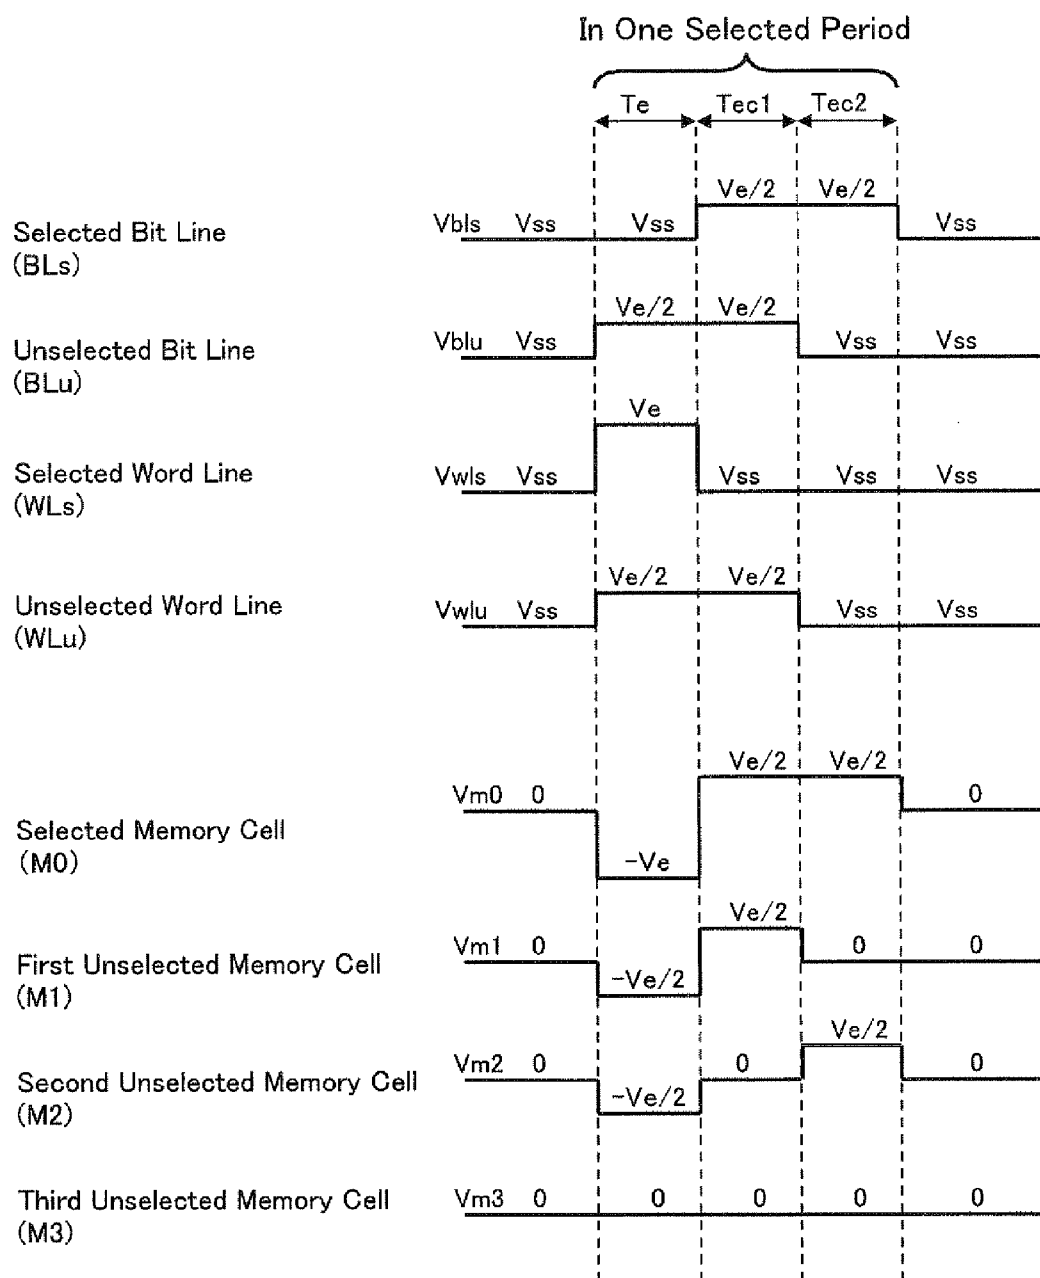 In One Selected Period
Te Tec1 Tec2
Ve/2 Ve/2
Selected Bit Line Vbls Vss Vss Vss
(BLs)
Ve/2 Ve/2
Unselected Bit Line Vblu Vss Vss Vss
(BLu)
Ve
Selected Word Line Vwls Vss Vss Vss Vss
(WLs)
Ve/2 Ve/2
Unselected Word Line Vwlu Vss Vss Vss
(WLu)
Ve/2 Ve/2
Vm0 0 0
Selected Memory Cell
(M0) -Ve
Ve/2
Vm1 0 0 0
First Unselected Memory Cell
(M1) -Ve/2
Ve/2
Vm2 0 0 0
Second Unselected Memory Cell
(M2) -Ve/2
Third Unselected Memory Cell Vm3 0 0 0 0 0
(M3)